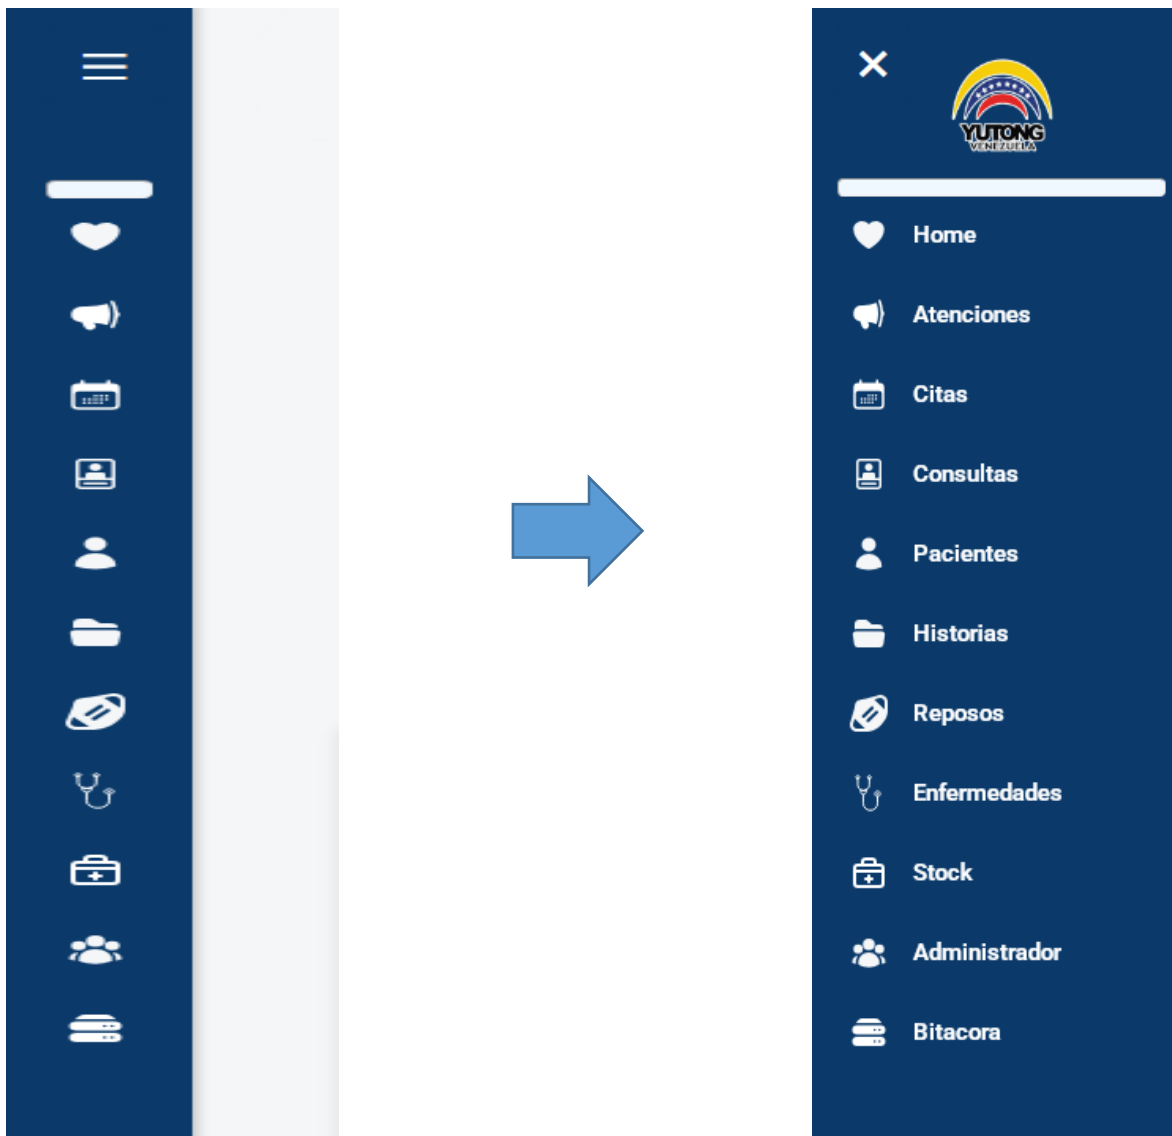 YUTONG
VENEZUELA
Home
Atenciones
Citas
Consultas
Pacientes
Historias
Reposos
Enfermedades
Stock
Administrador
Bitacora